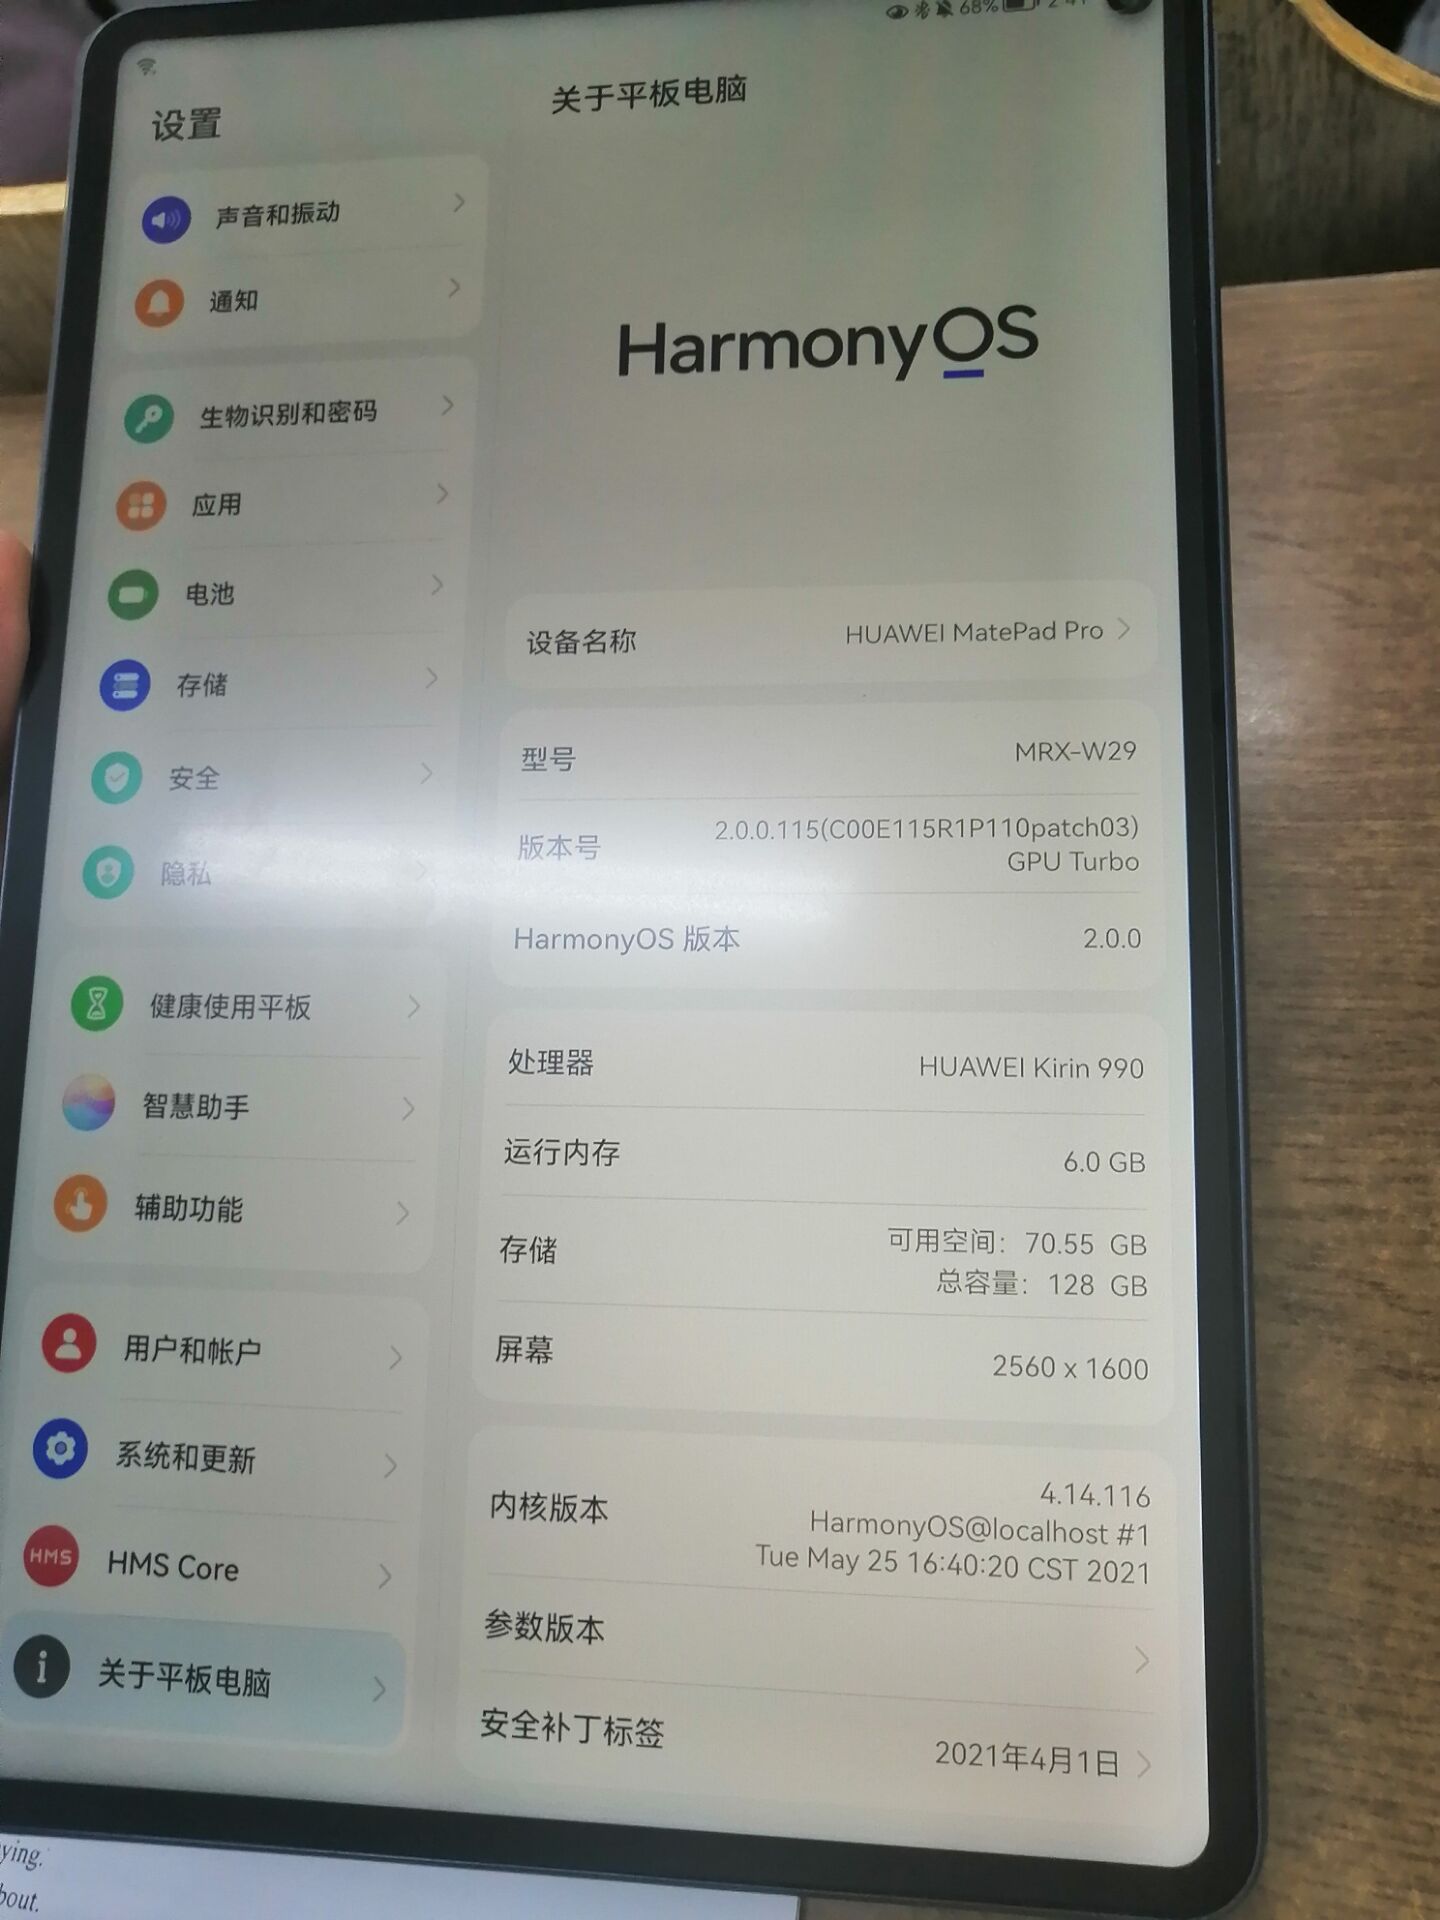 68%
设置
关于平板电脑
声音和振动
通知
生物识别和密码
应用
电池
存储
安全
隐私
健康使用平板
智慧助手
辅助功能
用户和帐户
系统和更新
HMS
HMS Core
关于平板电脑
HarmonyOS
设备名称 HUAWEI MatePad Pro
型号 MRX-W29
版本号 2.0.0.115(C00E115R1P110patch03)
GPU Turbo
HarmonyOS 版本 2.0.0
处理器 HUAWEI Kirin 990
运行内存 6.0 GB
存储 可用空间： 70.55 GB
总容量： 128 GB
屏幕 2560 x 1600
内核版本 4.14.116
HarmonyOS@localhost #1
Tue May 25 16:40:20 CST 2021
参数版本
安全补丁标签 2021年4月1日